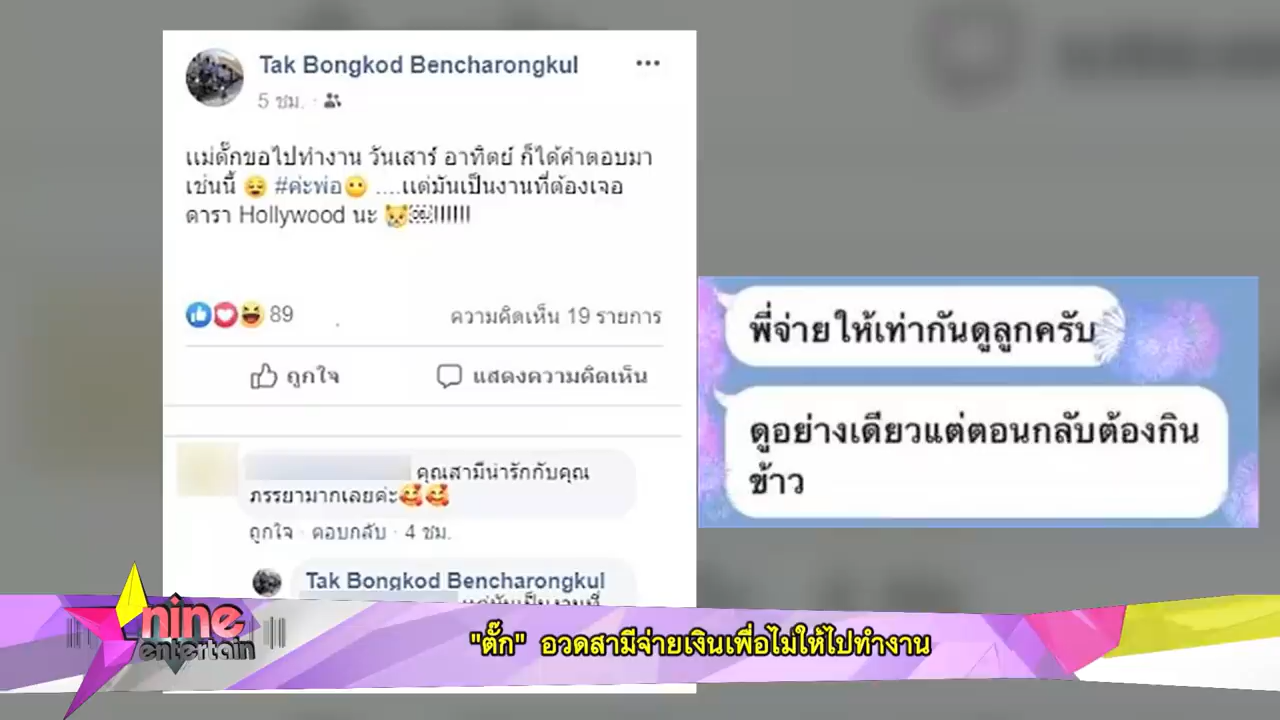 Tak Bongkod Bencharongkul
5 ชม.
แม่ตั๊กขอไปทำงาน วันเสาร์ อาทิตย์ ก็ได้คำตอบมา
เช่นนี้ 😌 #ค่ะพ่อ😶 ....แต่มันเป็นงานที่ต้องเจอ
ดารา Hollywood นะ 😿￼!!!!!!
89
ความคิดเห็น 19 รายการ
ถูกใจ
แสดงความคิดเห็น
คุณสามีน่ารักกับคุณ
ภรรยามากเลยค่ะ🥰🥰
ถูกใจ · ตอบกลับ · 4 ชม.
Tak Bongkod Bencharongkul
พี่จ่ายให้เท่ากันดูลูกครับ
ดูอย่างเดียวแต่ตอนกลับต้องกิน
ข้าว
nine
entertain
"ตั๊ก" อวดสามีจ่ายเงินเพื่อไม่ให้ไปทำงาน